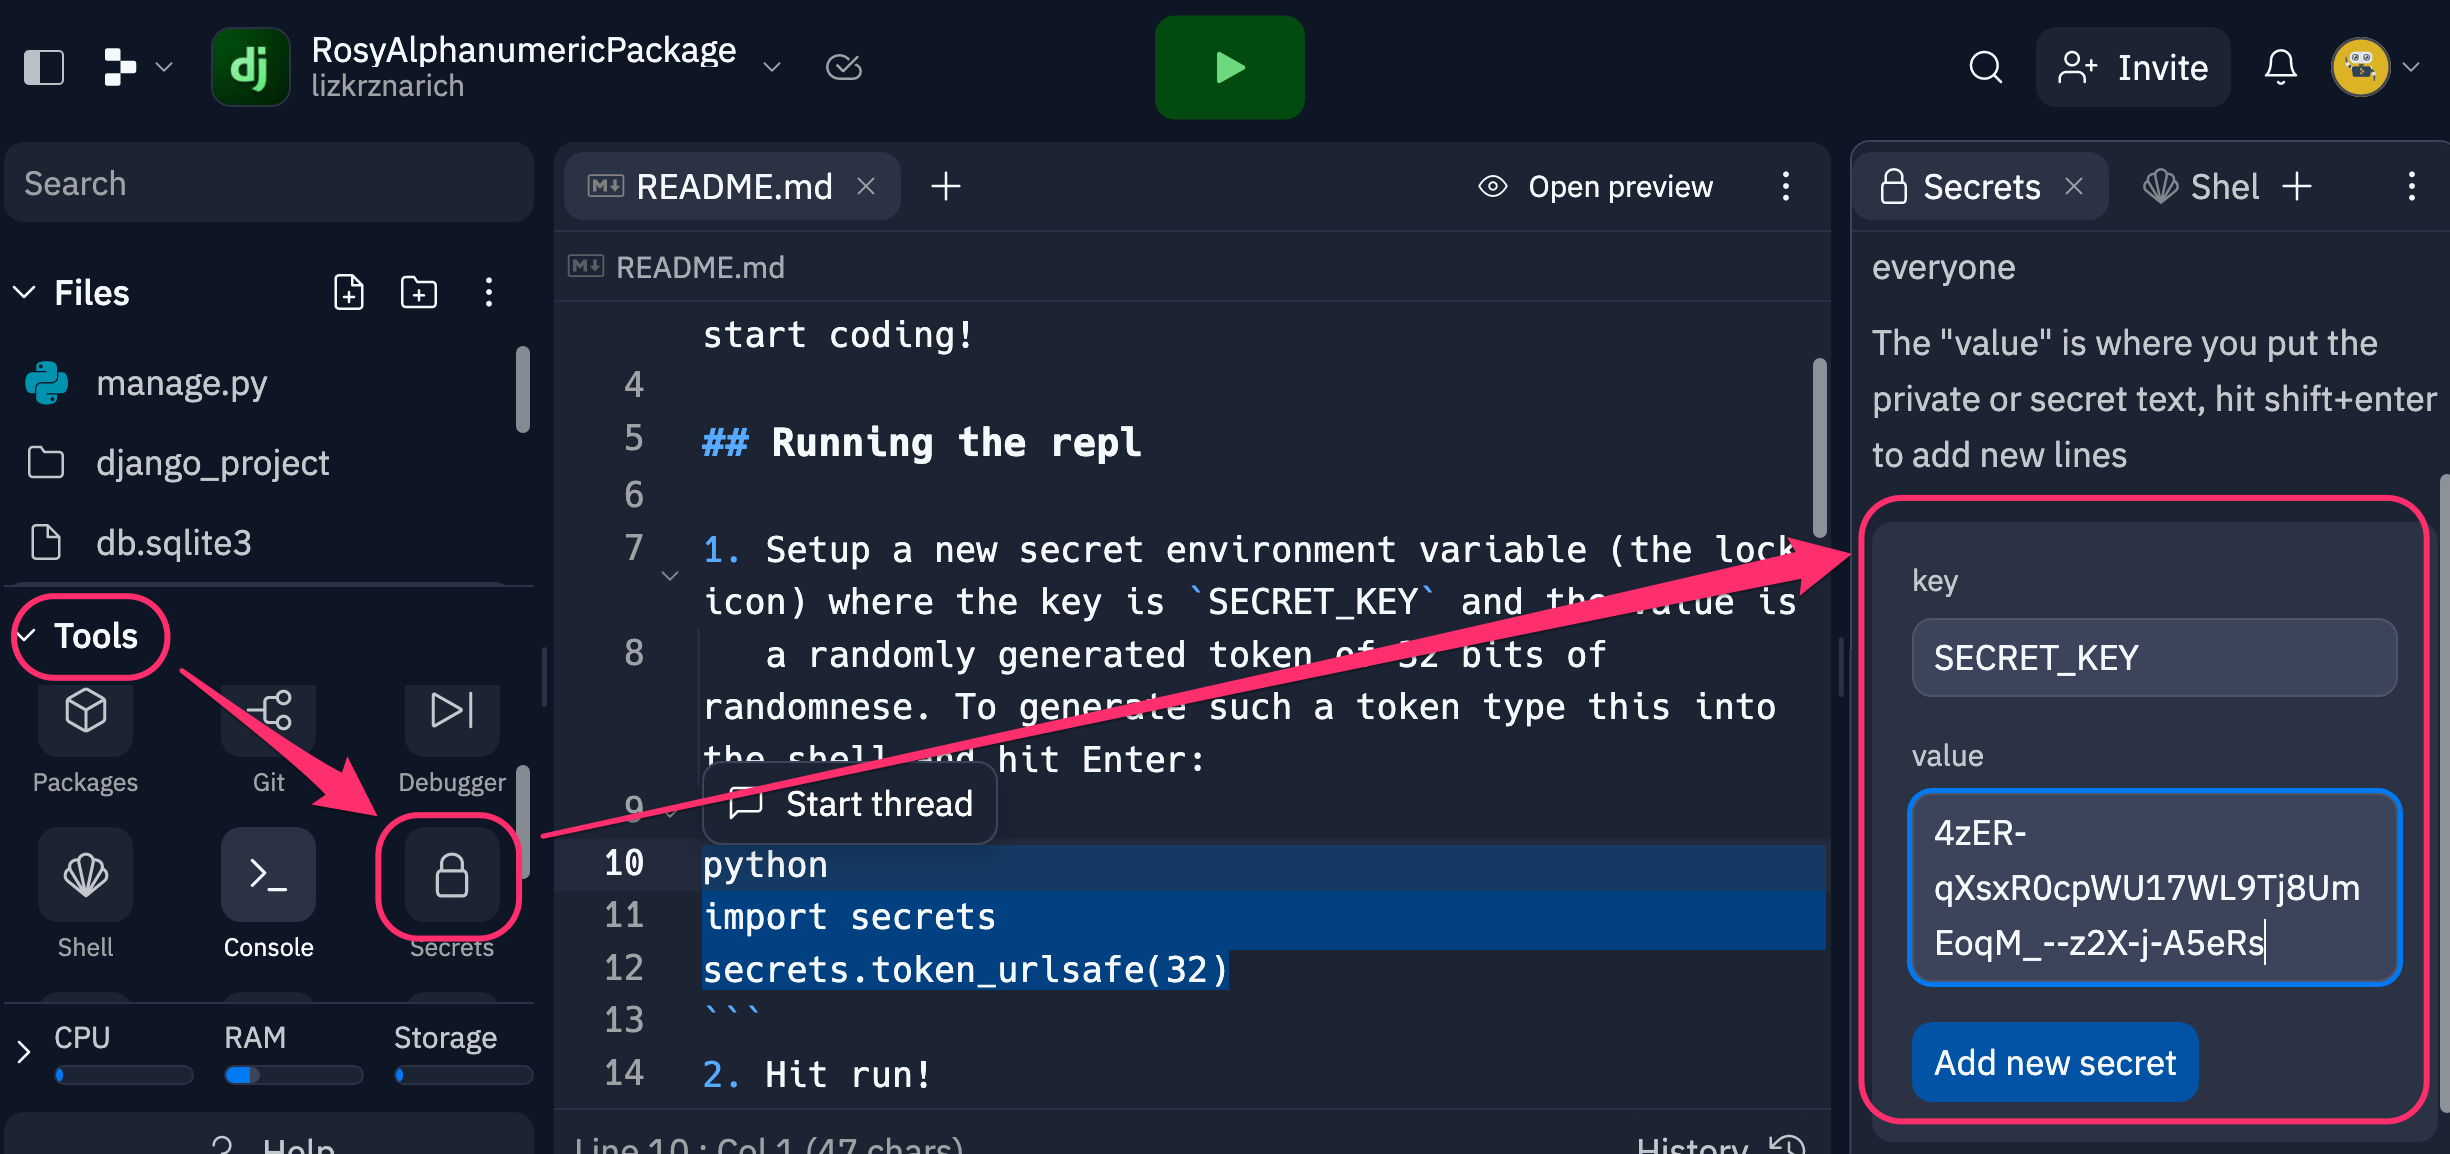 dj
RosyAlphanumericPackage
lizkrznarich
Invite
Search
Files
manage.py
django_project
db.sqlite3
Tools
Packages
Git
Debugger
Shell
Console
Secrets
CPU
RAM
Storage
Help
README.md
Open preview
README.md
start coding!
4
5 ## Running the repl
6
7 1. Setup a new secret environment variable (the lock
icon) where the key is `SECRET_KEY` and the value is
8 a randomly generated token of 32 bits of
randomnese. To generate such a token type this into
the shell and hit Enter:
9
Start thread
10 python
11 import secrets
12 secrets.token_urlsafe(32)
13 ```
14 2. Hit run!
Line 10 : Col 1 (47 chars)
History
Secrets
Shel
everyone
The "value" is where you put the
private or secret text, hit shift+enter
to add new lines
key
SECRET_KEY
value
4zER-
qXsxR0cpWU17WL9Tj8Um
EoqM_--z2X-j-A5eRs
Add new secret